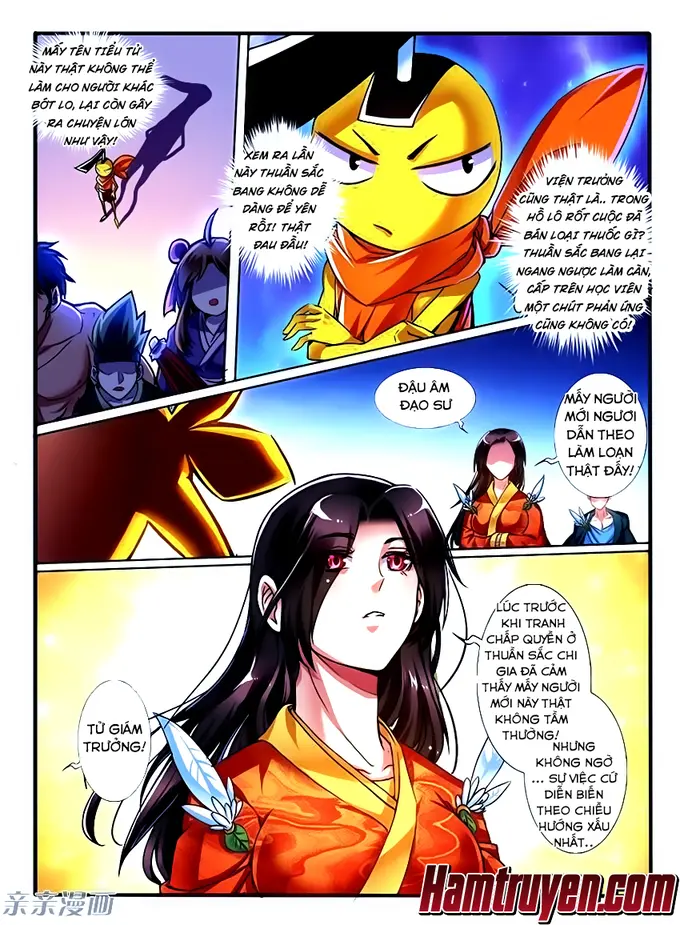 MẤY TÊN TIỂU TỬ
NÀY THẬT KHÔNG THỂ
LÀM CHO NGƯỜI KHÁC
BỚT LO, LẠI CÒN GÂY
RA CHUYỆN LỚN
NHƯ VẬY!
XEM RA LẦN
NÀY THUẦN SẮC
BANG KHÔNG DỄ
DÀNG ĐỂ YÊN
RỒI! THẬT
ĐAU ĐẦU!
VIỆN TRƯỞNG
CŨNG THẬT LÀ.. TRONG
HỒ LÔ RỐT CUỘC ĐÃ
BÁN LOẠI THUỐC GÌ?
THUẦN SẮC BANG LẠI
NGANG NGƯỢC LÀM CÀN,
CẤP TRÊN HỌC VIỆN
MỘT CHÚT PHẢN ỨNG
CŨNG KHÔNG CÓ!
ĐẬU ÂM
ĐẠO SƯ
MẤY NGƯỜI
MỚI NGƯƠI
DẪN THEO
LÀM LOẠN
THẬT ĐẤY!
LÚC TRƯỚC
KHI TRANH
CHẤP QUYỀN Ở
THUẦN SẮC CHI
GIA ĐÃ CẢM
THẤY MẤY NGƯỜI
MỚI NÀY THẬT
KHÔNG TẦM
THƯỜNG!
TỬ GIÁM
TRƯỞNG!
NHƯNG
KHÔNG NGỜ
... SỰ VIỆC CỨ
DIỄN BIẾN
THEO CHIỀU
HƯỚNG XẤU
NHẤT..
亲亲漫画
Hamtruyen.com